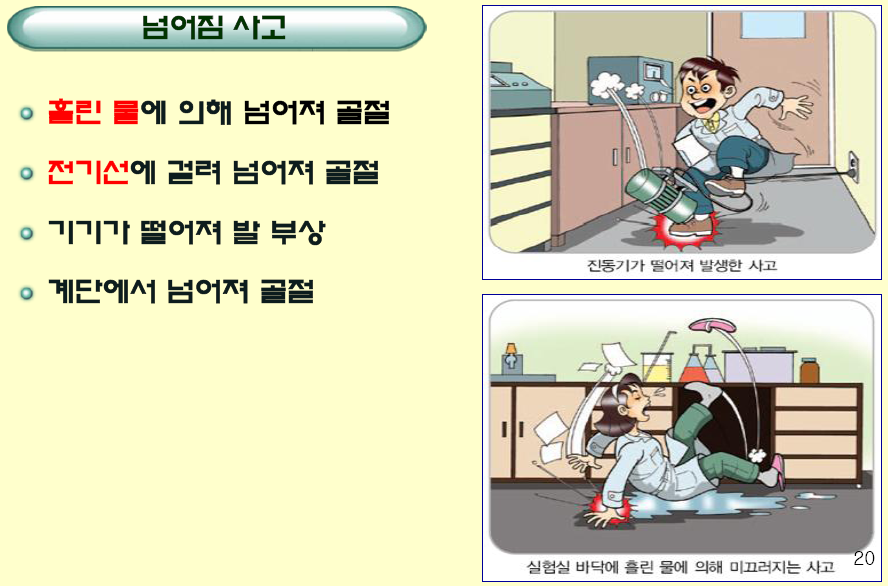 넘어짐 사고
흘린 물에 의해 넘어져 골절
전기선에 걸려 넘어져 골절
기기가 떨어져 발 부상
계단에서 넘어져 골절
진동기가 떨어져 발생한 사고
실험실 바닥에 흘린 물에 의해 미끄러지는 사고
20